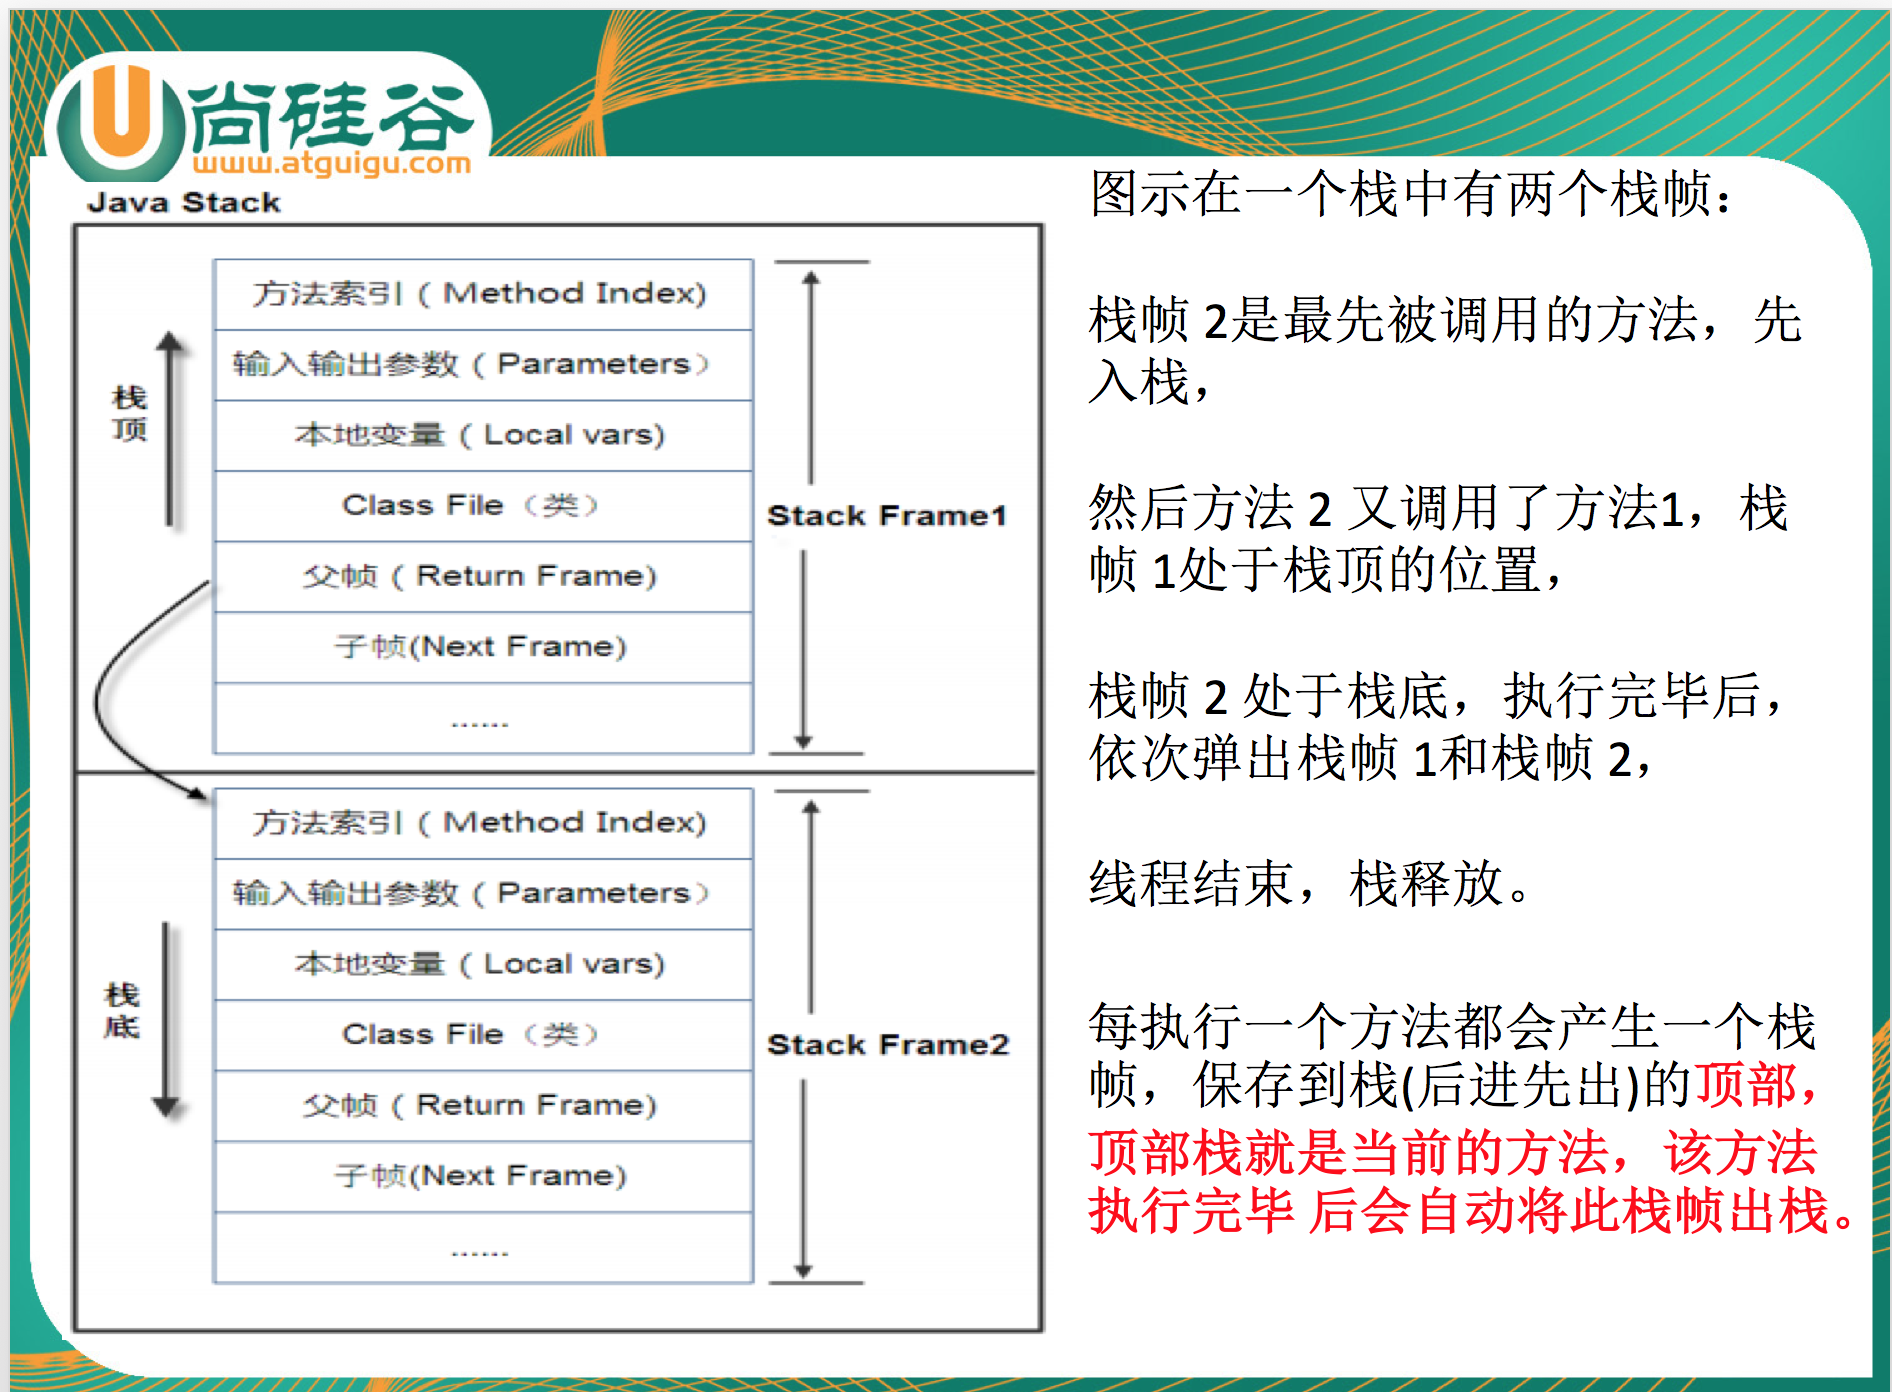 尚硅谷
www.atguigu.com
Java Stack
方法索引 ( Method Index)
输入输出参数 ( Parameters）
本地变量 ( Local vars)
Class File （类）
父帧 ( Return Frame)
子帧(Next Frame)
......
栈
顶
Stack Frame1
方法索引 ( Method Index)
输入输出参数 ( Parameters）
本地变量 ( Local vars)
Class File （类）
父帧 ( Return Frame)
子帧(Next Frame)
......
栈
底
Stack Frame2
图示在一个栈中有两个栈帧：
栈帧 2是最先被调用的方法，先
入栈，
然后方法 2 又调用了方法1，栈
帧 1处于栈顶的位置，
栈帧 2 处于栈底，执行完毕后，
依次弹出栈帧 1和栈帧 2，
线程结束，栈释放。
每执行一个方法都会产生一个栈
帧，保存到栈(后进先出)的顶部，
顶部栈就是当前的方法，该方法
执行完毕 后会自动将此栈帧出栈。